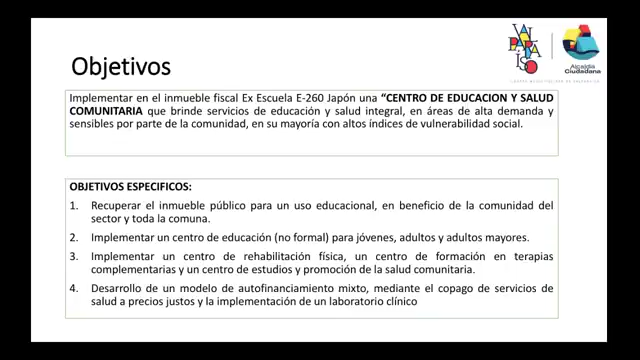 VALPARAÍSO
Alcaldía
Ciudadana
Objetivos
Implementar en el inmueble fiscal Ex Escuela E-260 Japón una “CENTRO DE EDUCACION Y SALUD
COMUNITARIA que brinde servicios de educación y salud integral, en áreas de alta demanda y
sensibles por parte de la comunidad, en su mayoría con altos índices de vulnerabilidad social.
OBJETIVOS ESPECIFICOS:
1. Recuperar el inmueble público para un uso educacional, en beneficio de la comunidad del
sector y toda la comuna.
2. Implementar un centro de educación (no formal) para jóvenes, adultos y adultos mayores.
3. Implementar un centro de rehabilitación física, un centro de formación en terapias
complementarias y un centro de estudios y promoción de la salud comunitaria.
4. Desarrollo de un modelo de autofinanciamiento mixto, mediante el copago de servicios de
salud a precios justos y la implementación de un laboratorio clínico